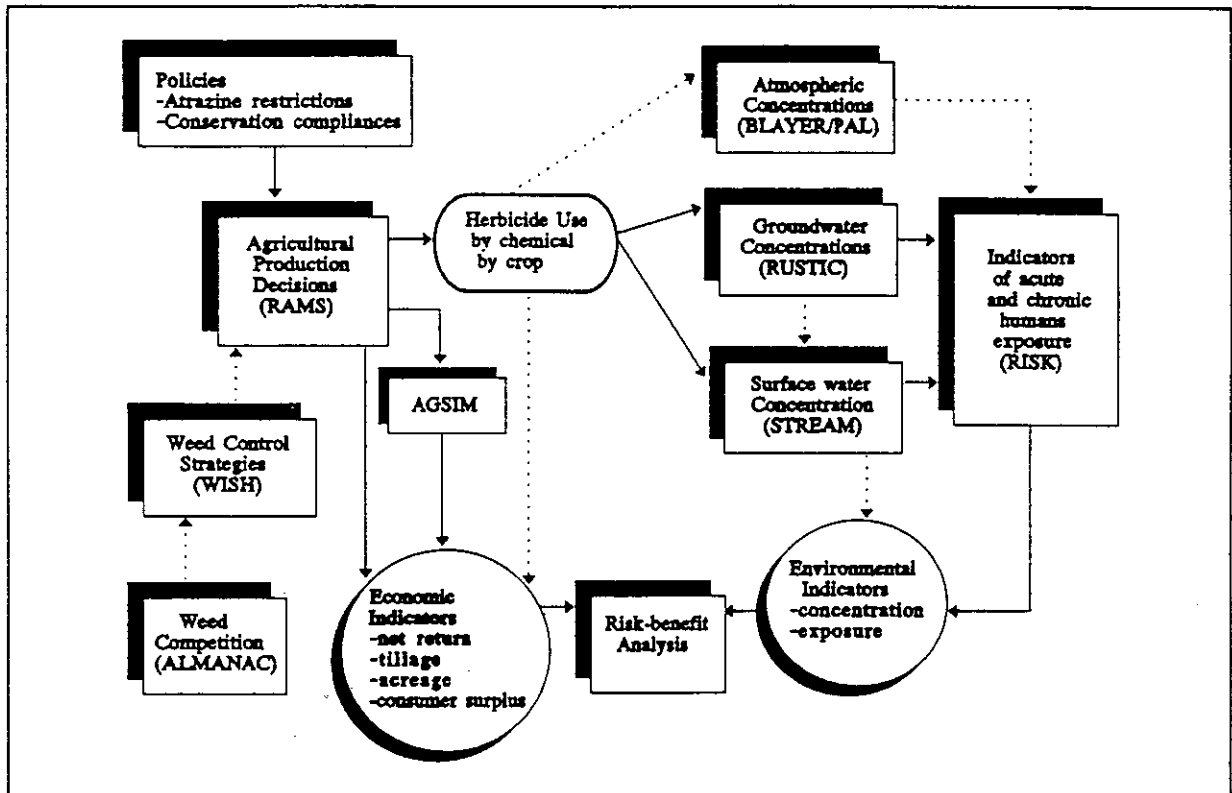 Policies
-Atrazine restrictions
-Conservation compliances
Atmospheric
Concentrations
(BLAYER/PAL)
Agricultural
Production
Decisions
(RAMS)
Herbicide Use
by chemical
by crop
Groundwater
Concentrations
(RUSTIC)
Indicators
of acute
and chronic
humans
exposure
(RISK)
AGSIM
Surface water
Concentration
(STREAM)
Weed Control
Strategies
(WISH)
Weed
Competition
(ALMANAC)
Economic
Indicators
-net return
-tillage
-acreage
-consumer surplus
Risk-benefit
Analysis
Environmental
Indicators
-concentration
-exposure